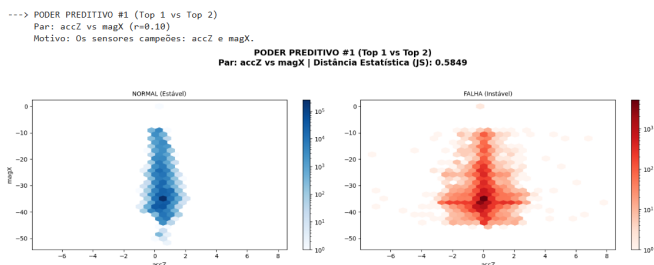 ---> PODER PREDITIVO #1 (Top 1 vs Top 2)
Par: accZ vs magX (r=0.10)
Motivo: Os sensores campeões: accZ e magX.
PODER PREDITIVO #1 (Top 1 vs Top 2)
Par: accZ vs magX | Distância Estatística (JS): 0.5849
NORMAL (Estável)
FALHA (Instável)
magX
0
−10
−20
−30
−40
−50
−6 −4 −2 0 2 4 6 8
accZ
10^5
10^4
10^3
10^2
10^1
10^0
0
−10
−20
−30
−40
−50
−6 −4 −2 0 2 4 6 8
accZ
10^3
10^2
10^1
10^0